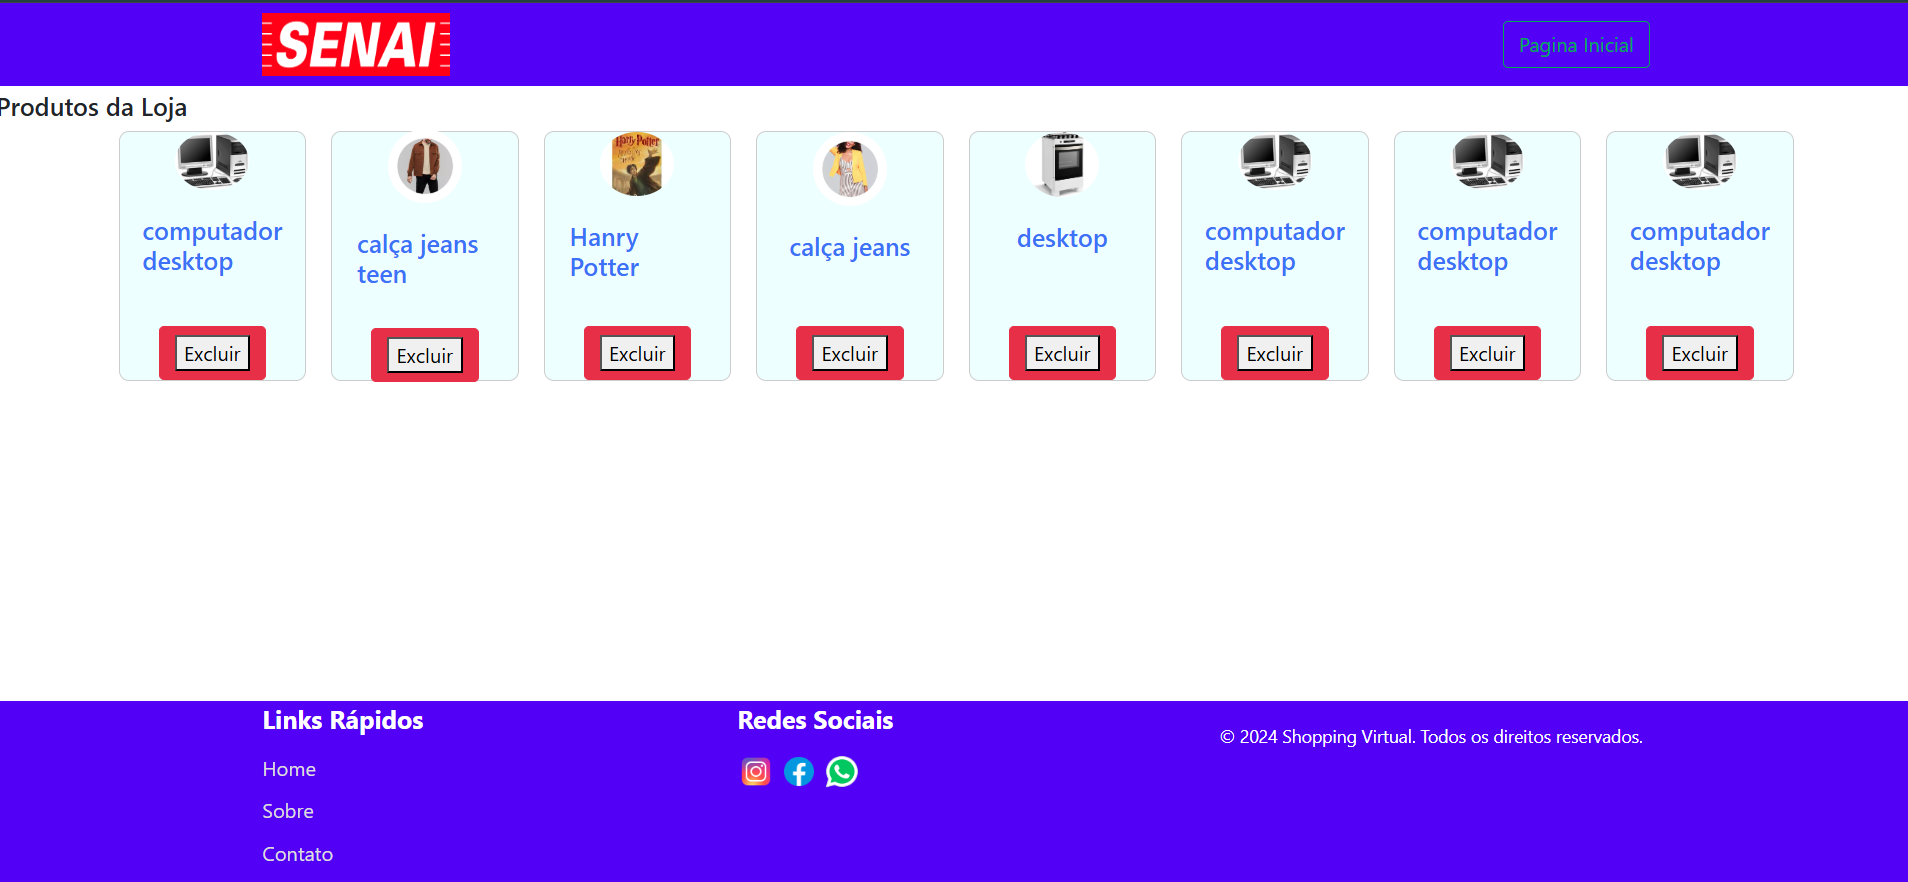 SENAI
Pagina Inicial
Produtos da Loja
computador
desktop
Excluir
calça jeans
teen
Excluir
Harry Potter
Hanry
Potter
Excluir
calça jeans
Excluir
desktop
Excluir
computador
desktop
Excluir
computador
desktop
Excluir
computador
desktop
Excluir
Links Rápidos
Home
Sobre
Contato
Redes Sociais
© 2024 Shopping Virtual. Todos os direitos reservados.